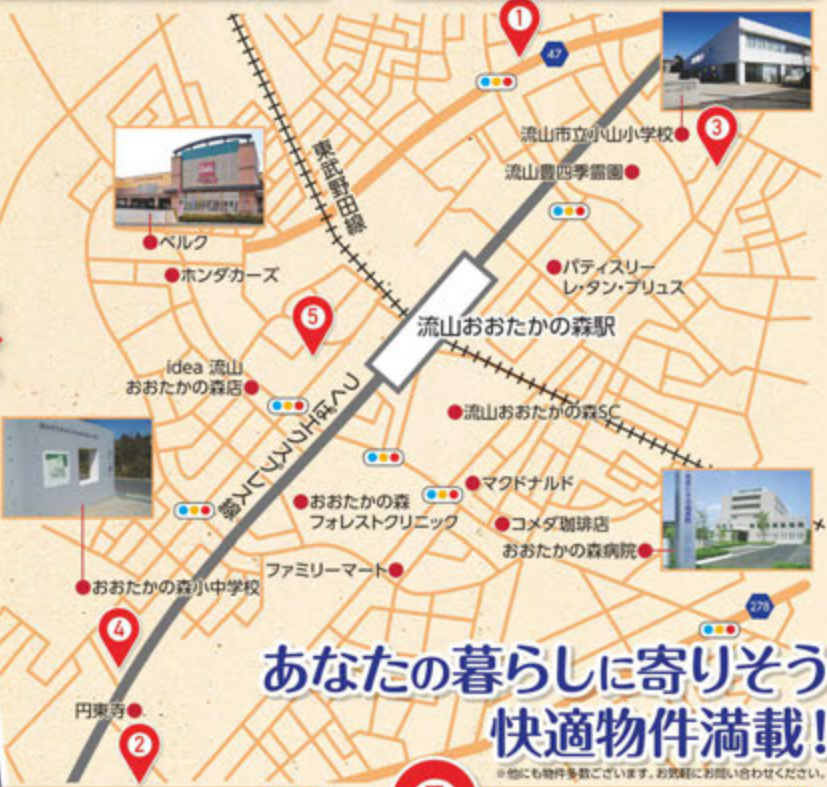 1
47
流山市立小山小学校
3
流山豊四季霊園
東武野田線
ベルク
ホンダカーズ
パティスリー
レ・タン・プリュス
5
流山おおたかの森駅
idea 流山
おおたかの森店
つくばエクスプレス線
流山おおたかの森SC
マクドナルド
おおたかの森
フォレストクリニック
コメダ珈琲店
おおたかの森病院
ファミリーマート
おおたかの森小中学校
278
4
あなたの暮らしに寄りそう
円東寺
2
快適物件満載!
※他にも物件多数ございます。お気軽にお問い合わせください。